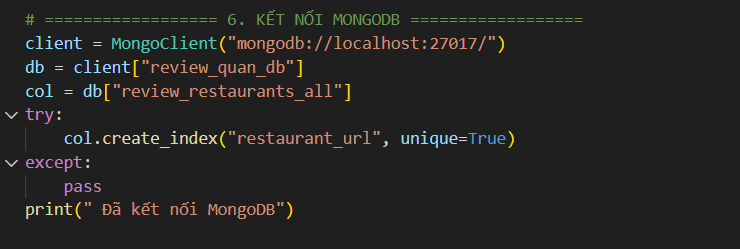 # ================= 6. KẾT NỐI MONGODB =================
client = MongoClient("mongodb://localhost:27017/")
db = client["review_quan_db"]
col = db["review_restaurants_all"]
try:
    col.create_index("restaurant_url", unique=True)
except:
    pass
print(" Đã kết nối MongoDB")